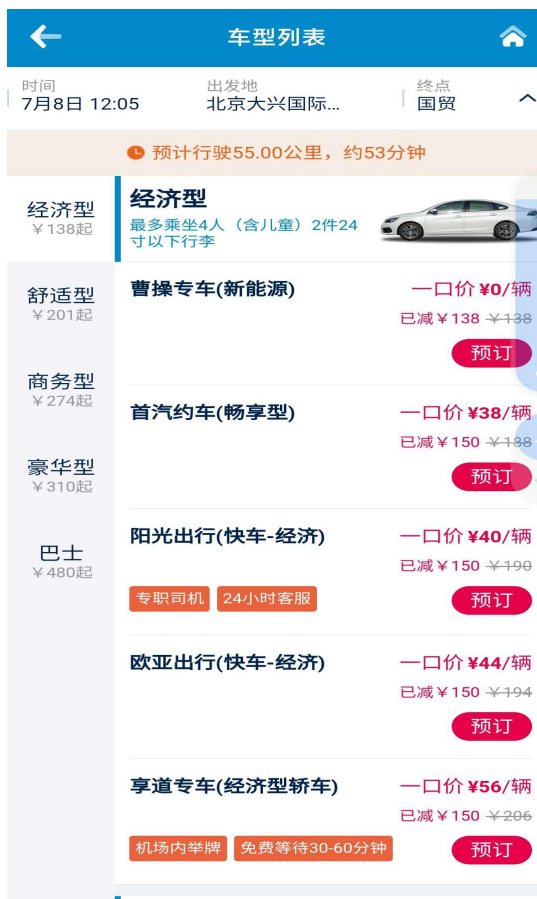 车型列表
时间
7月8日 12:05
出发地
北京大兴国际...
终点
国贸
预计行驶55.00公里，约53分钟
经济型
￥138起
舒适型
￥201起
商务型
￥274起
豪华型
￥310起
巴士
￥480起
经济型
最多乘坐4人（含儿童）2件24
寸以下行李
曹操专车(新能源)
一口价 ¥0/辆
已减￥138 ￥138
预订
首汽约车(畅享型)
一口价 ¥38/辆
已减￥150 ￥188
预订
阳光出行(快车-经济)
一口价 ¥40/辆
已减￥150 ￥190
专职司机 24小时客服
预订
欧亚出行(快车-经济)
一口价 ¥44/辆
已减￥150 ￥194
预订
享道专车(经济型轿车)
一口价 ¥56/辆
已减￥150 ￥206
机场内举牌 免费等待30-60分钟
预订